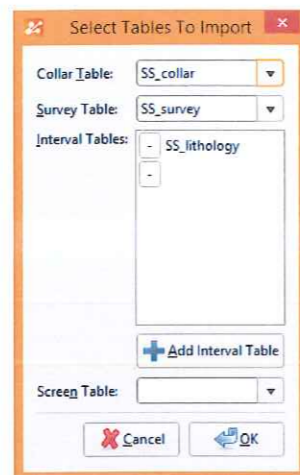 Select Tables To Import
Collar Table: SS_collar
Survey Table: SS_survey
Interval Tables: - SS_lithology
-
Add Interval Table
Screen Table:
Cancel OK